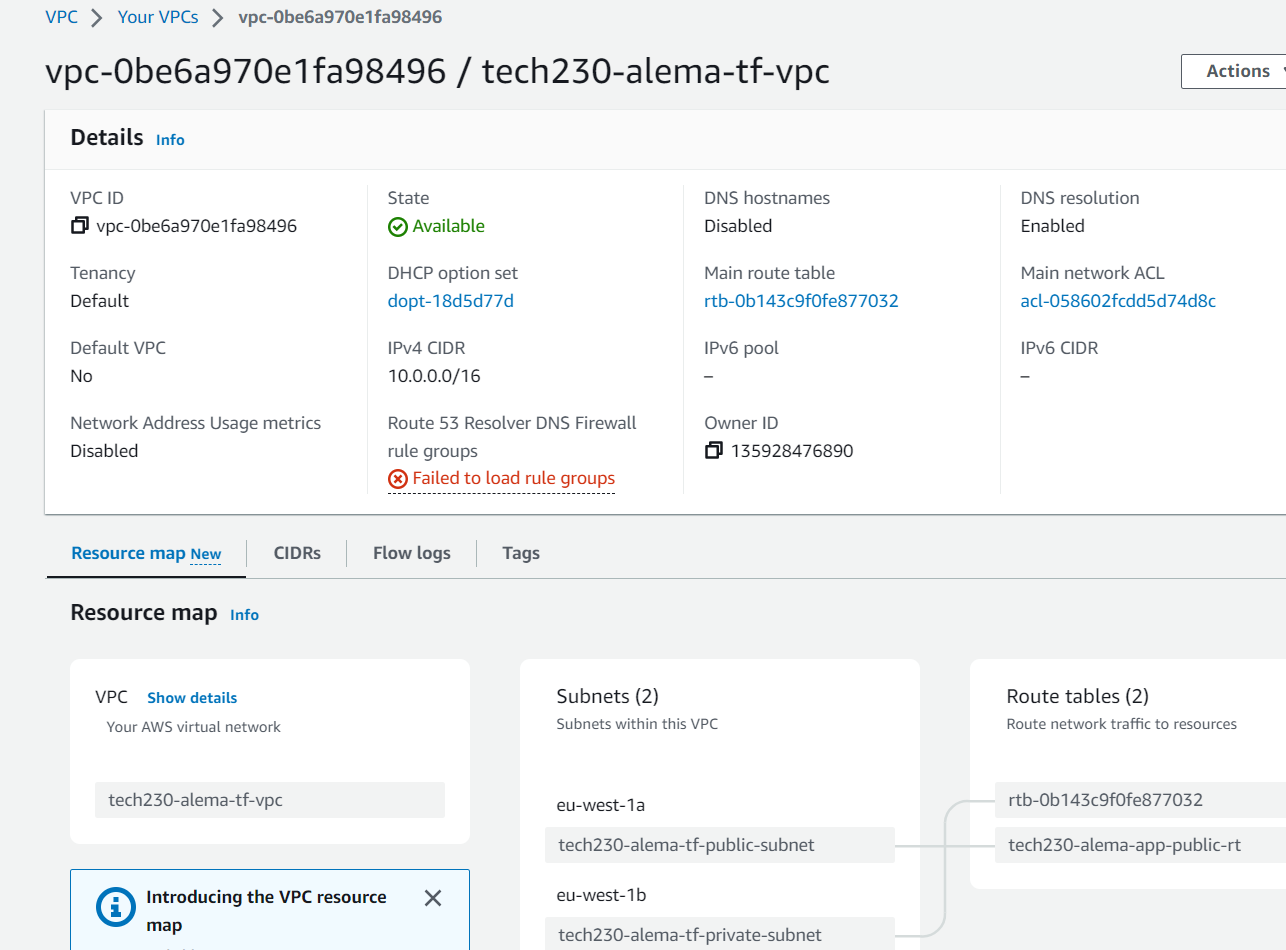 VPC > Your VPCs > vpc-0be6a970e1fa98496
vpc-0be6a970e1fa98496 / tech230-alema-tf-vpc
Actions
Details Info
VPC ID
vpc-0be6a970e1fa98496
State
Available
DNS hostnames
Disabled
DNS resolution
Enabled
Tenancy
Default
DHCP option set
dopt-18d5d77d
Main route table
rtb-0b143c9f0fe877032
Main network ACL
acl-058602fcdd5d74d8c
Default VPC
No
IPv4 CIDR
10.0.0.0/16
IPv6 pool
–
IPv6 CIDR
–
Network Address Usage metrics
Disabled
Route 53 Resolver DNS Firewall
rule groups
Failed to load rule groups
Owner ID
135928476890
Resource map New
CIDRs
Flow logs
Tags
Resource map Info
VPC Show details
Your AWS virtual network
tech230-alema-tf-vpc
Introducing the VPC resource
map
Subnets (2)
Subnets within this VPC
eu-west-1a
tech230-alema-tf-public-subnet
eu-west-1b
tech230-alema-tf-private-subnet
Route tables (2)
Route network traffic to resources
rtb-0b143c9f0fe877032
tech230-alema-app-public-rt